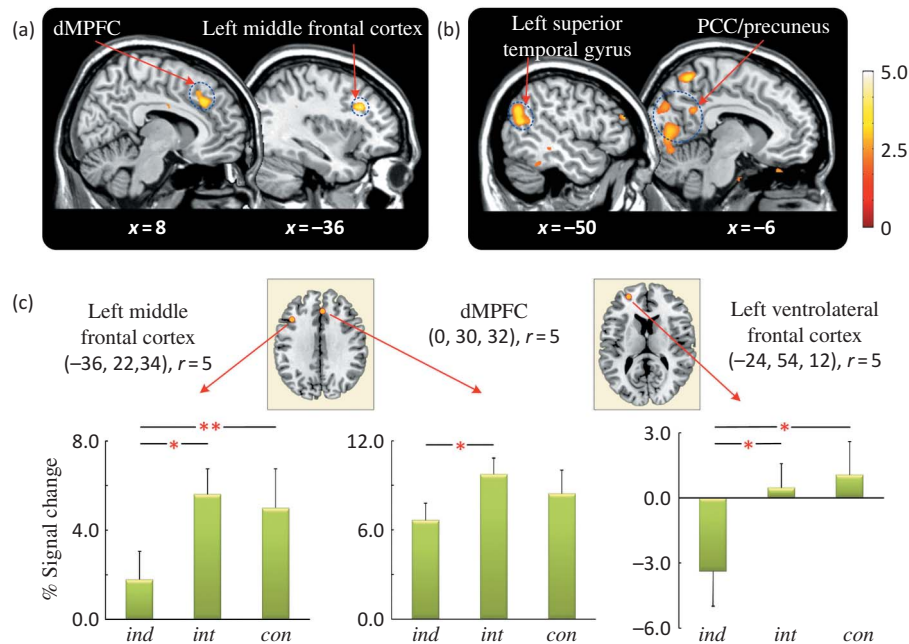 (a)
dMPFC
Left middle frontal cortex
x = 8
x = –36
(b)
Left superior
temporal gyrus
PCC/precuneus
x = –50
x = –6
5.0
2.5
0
(c)
Left middle
frontal cortex
(–36, 22,34), r = 5
dMPFC
(0, 30, 32), r = 5
Left ventrolateral
frontal cortex
(–24, 54, 12), r = 5
% Signal change
8.0
4.0
0.0
**
*
ind
int
con
12.0
6.0
0.0
*
ind
int
con
3.0
0.0
–3.0
–6.0
*
*
ind
int
con